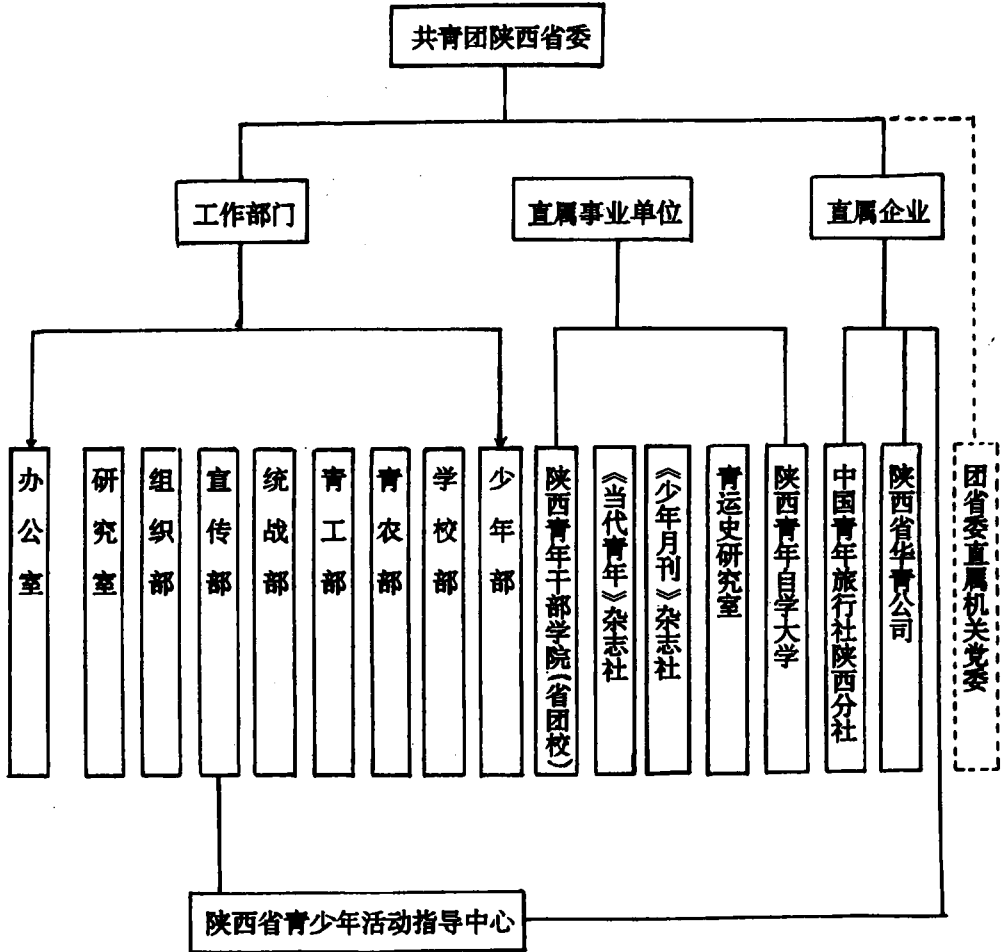 共青团陕西省委
工作部门
直属事业单位
直属企业
办公室
研究室
组织部
宣传部
统战部
青工部
青农部
学校部
少年部
陕西青年干部学院(省团校)
《当代青年》杂志社
《少年月刊》杂志社
青运史研究室
陕西青年自学大学
中国青年旅行社陕西分社
陕西省华青公司
团省委直属机关党委
陕西省青少年活动指导中心